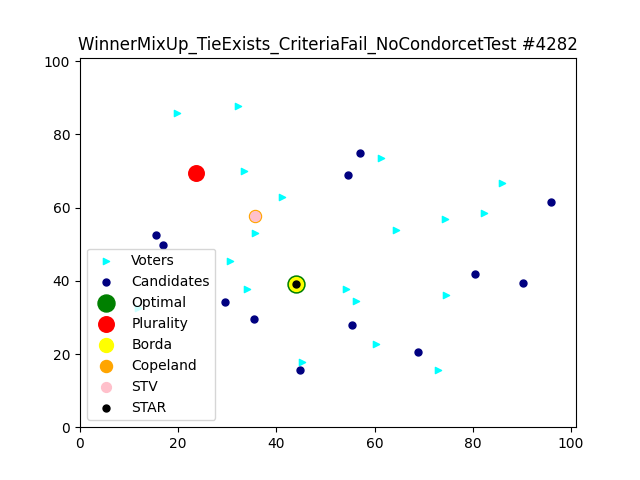 WinnerMixUp_TieExists_CriteriaFail_NoCondorcetTest #4282
100
80
60
40
20
0
Voters
Candidates
Optimal
Plurality
Borda
Copeland
STV
STAR
0 20 40 60 80 100